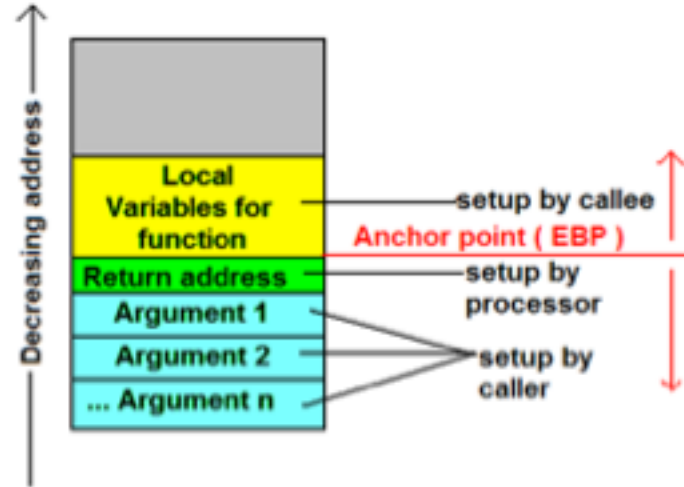 Decreasing address
Local
Variables for
function
setup by callee
Anchor point ( EBP )
Return address
setup by
processor
Argument 1
Argument 2
... Argument n
setup by
caller